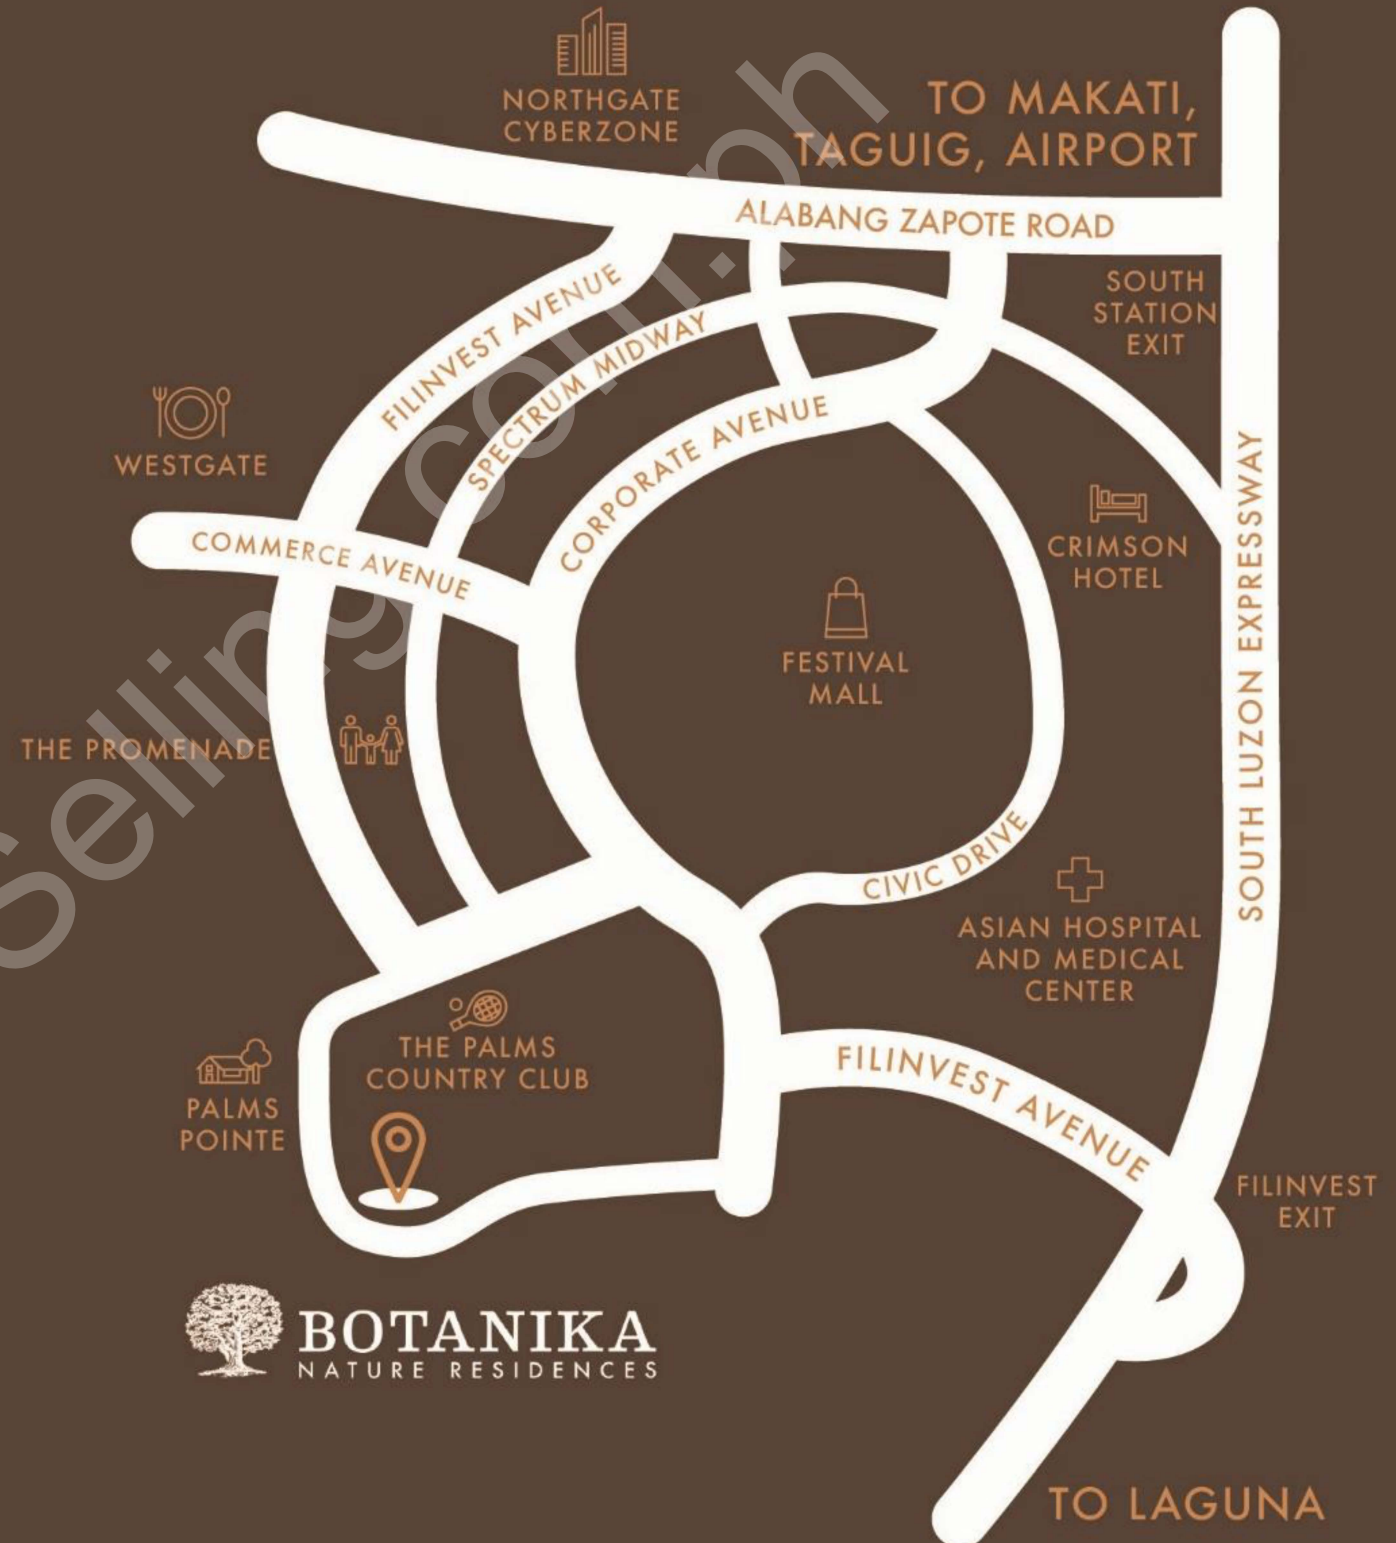 NORTHGATE
CYBERZONE
TO MAKATI,
TAGUIG, AIRPORT
ALABANG ZAPOTE ROAD
SOUTH
STATION
EXIT
FILINVEST AVENUE
SPECTRUM MIDWAY
CORPORATE AVENUE
WESTGATE
COMMERCE AVENUE
CRIMSON
HOTEL
FESTIVAL
MALL
SOUTH LUZON EXPRESSWAY
THE PROMENADE
CIVIC DRIVE
ASIAN HOSPITAL
AND MEDICAL
CENTER
THE PALMS
COUNTRY CLUB
PALMS
POINTE
FILINVEST AVENUE
FILINVEST
EXIT
BOTANIKA
NATURE RESIDENCES
TO LAGUNA